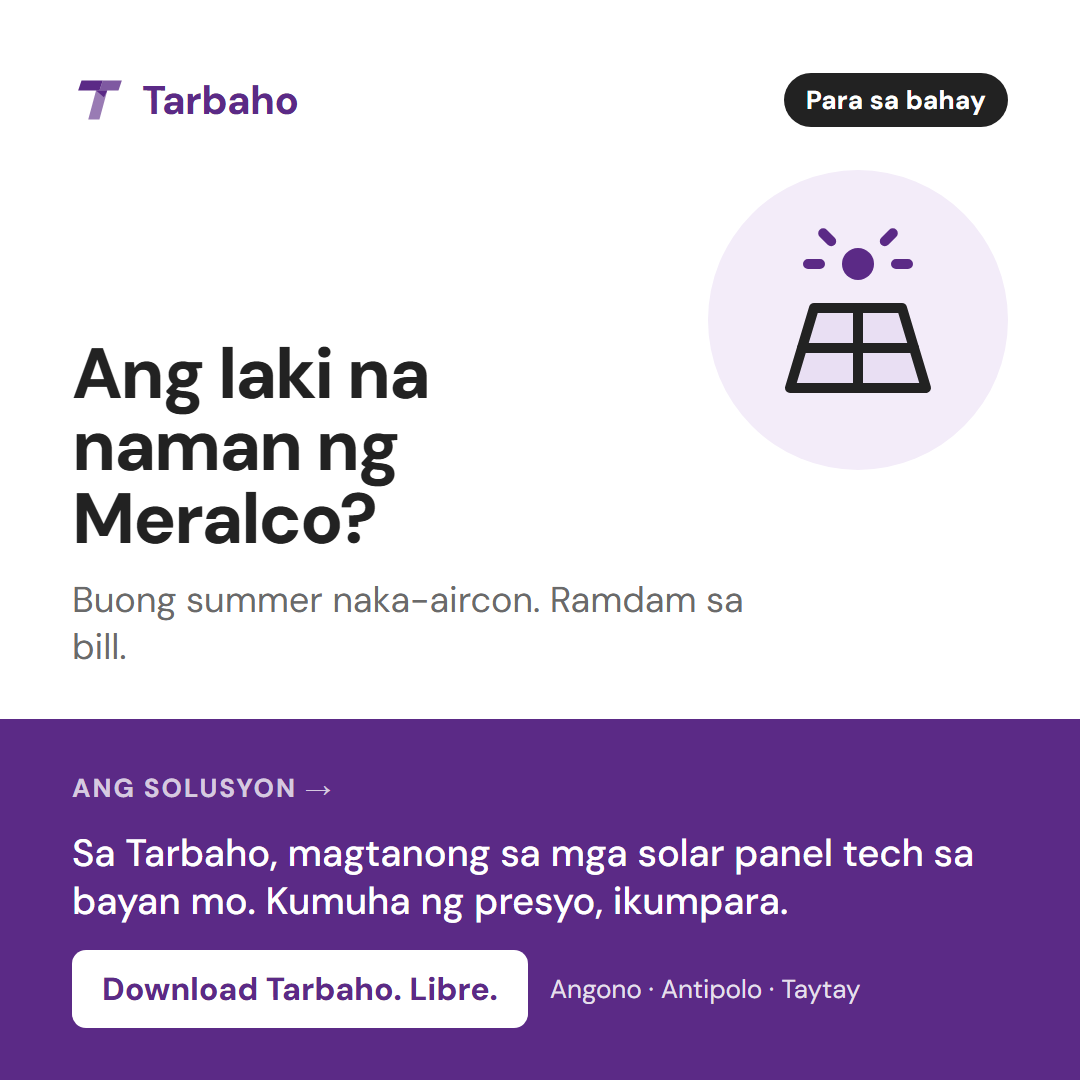 Tarbaho
Para sa bahay
Ang laki na
naman ng
Meralco?
Buong summer naka-aircon. Ramdam sa
bill.
ANG SOLUSYON →
Sa Tarbaho, magtanong sa mga solar panel tech sa
bayan mo. Kumuha ng presyo, ikumpara.
Download Tarbaho. Libre.
Angono · Antipolo · Taytay